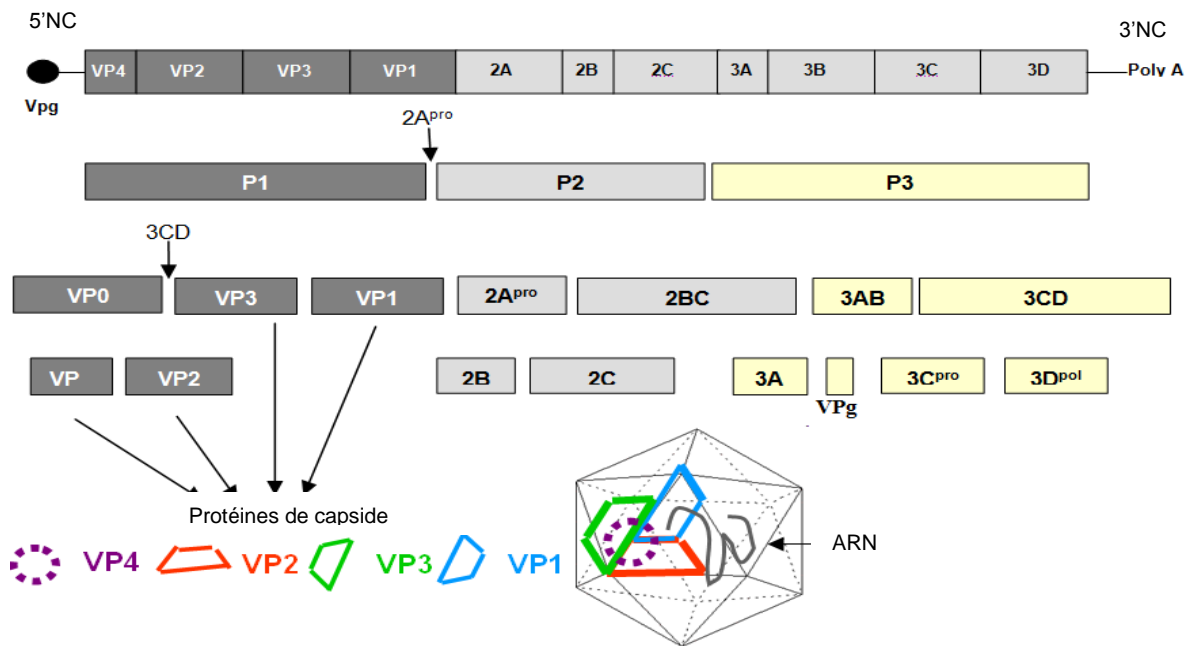 5'NC
3'NC
VP4 VP2 VP3 VP1 2A 2B 2C 3A 3B 3C 3D Poly A
Vpg
2Apro
P1 P2 P3
3CD
VP0 VP3 VP1 2Apro 2BC 3AB 3CD
VP VP2 2B 2C 3A 3Cpro 3Dpol
VPg
Protéines de capside
VP4 VP2 VP3 VP1
ARN